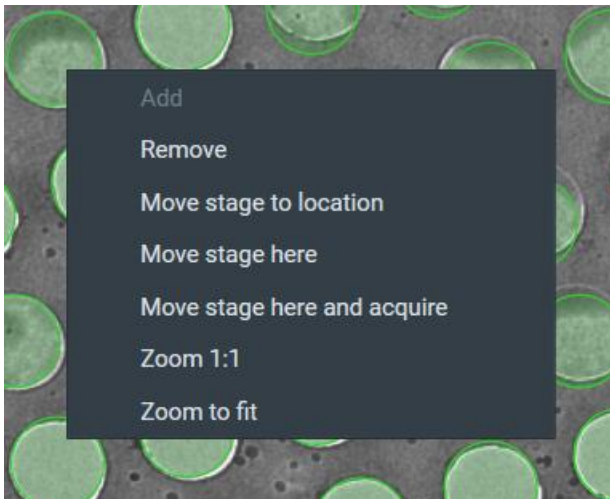 Add
Remove
Move stage to location
Move stage here
Move stage here and acquire
Zoom 1:1
Zoom to fit